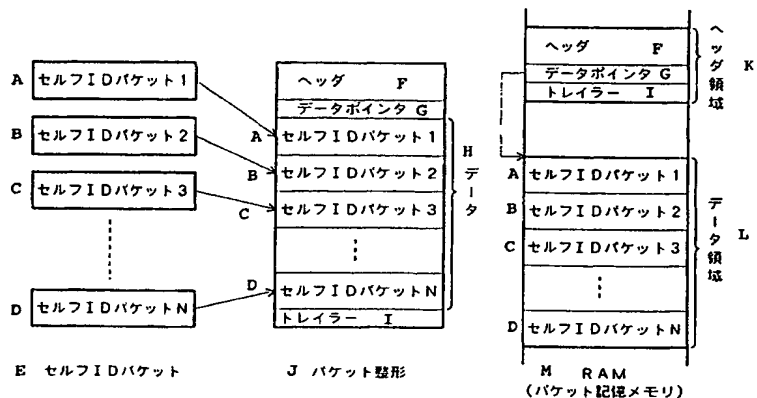 A セルフIDパケット1
B セルフIDパケット2
C セルフIDパケット3
D セルフIDパケットN
E セルフIDパケット
ヘッダ F
データポインタ G
A セルフIDパケット1
B セルフIDパケット2
C セルフIDパケット3
D セルフIDパケットN
トレイラー I
H データ
J パケット整形
ヘッダ F
データポインタ G
トレイラー I
ヘッダ領域 K
A セルフIDパケット1
B セルフIDパケット2
C セルフIDパケット3
D セルフIDパケットN
データ領域 L
M RAM
(パケット記憶メモリ)